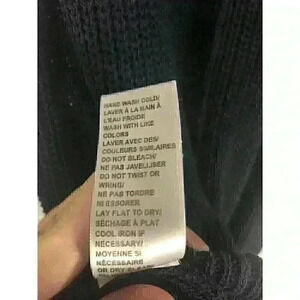 HAND WASH COLD/
LAVER À LA MAIN À
L'EAU FROIDE
WASH WITH LIKE
COLORS
LAVER AVEC DES/
COULEURS SIMILAIRES
DO NOT BLEACH/
NE PAS JAVELLISER
DO NOT TWIST OR
WRING/
NE PAS TORDRE
NI ESSORER
LAY FLAT TO DRY/
SÉCHAGE À PLAT
COOL IRON IF
NECESSARY/
MOYENNE SI
NÉCESSAIRE
OR DRY